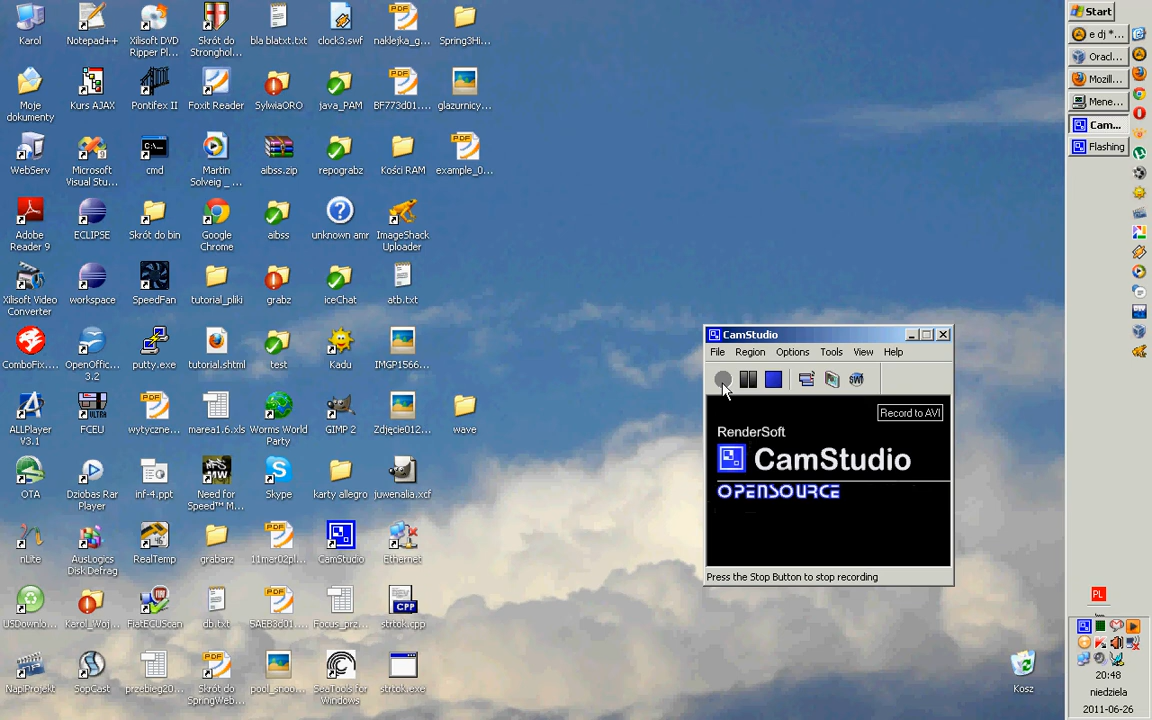 Karol
Notepad++
Xilisoft DVD
Ripper Pl...
Skrót do
Stronghol...
bla blatxt.txt
clock3.swf
naklejka_g...
Spring3Hi...
Moje
dokumenty
Kurs AJAX
Pontifex II
Foxit Reader
SylwiaORO
java_PAM
BF773d01....
glazurnicy...
WebServ
Microsoft
Visual Stu...
cmd
Martin
Solveig _ ...
aibss.zip
repograbz
Kości RAM
example_0...
Adobe
Reader 9
ECLIPSE
Skrót do bin
Google
Chrome
aibss
unknown amr
ImageShack
Uploader
Xilisoft Video
Converter
workspace
SpeedFan
tutorial_pliki
grabz
iceChat
atb.txt
ComboFix....
OpenOffic...
3.2
putty.exe
tutorial.shtml
test
Kadu
IMGP1566...
ALLPlayer
V3.1
FCEU
wytyczne...
marea1.6.xls
Worms World
Party
GIMP 2
Zdjęcie012...
wave
OTA
Dziobas Rar
Player
inf-4.ppt
Need for
Speed™ M...
Skype
karty allegro
juwenalia.xcf
nLite
AusLogics
Disk Defrag
RealTemp
grabarz
11mar02pl...
CamStudio
Ethernet
USDownlo...
Karol_Woj...
FiatECUScan
db.txt
5AEB3d01....
Focus_prz...
strtok.cpp
NapiProjekt
SopCast
przebieg20...
Skrót do
SpringWeb...
pool_snoo...
SeaTools for
Windows
strtok.exe
Kosz
CamStudio
File Region Options Tools View Help
SWF
Record to AVI
RenderSoft
CamStudio
OPENSOURCE
Press the Stop Button to stop recording
Start
e dj *...
Oracl...
Mozill...
Mene...
Cam...
Flashing
PL
20:48
niedziela
2011-06-26